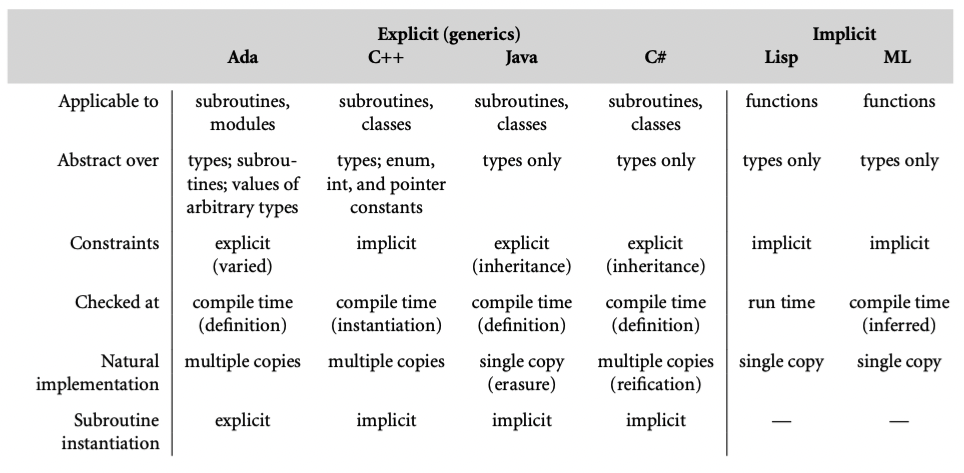 Explicit (generics) Implicit
Ada C++ Java C# Lisp ML
Applicable to subroutines, subroutines, subroutines, subroutines, functions functions
modules classes classes classes
Abstract over types; subrou- types; enum, types only types only types only types only
tines; values of int, and pointer
arbitrary types constants
Constraints explicit implicit explicit explicit implicit implicit
(varied) (inheritance) (inheritance)
Checked at compile time compile time compile time compile time run time compile time
(definition) (instantiation) (definition) (definition) (inferred)
Natural multiple copies multiple copies single copy multiple copies single copy single copy
implementation (erasure) (reification)
Subroutine explicit implicit implicit implicit — —
instantiation